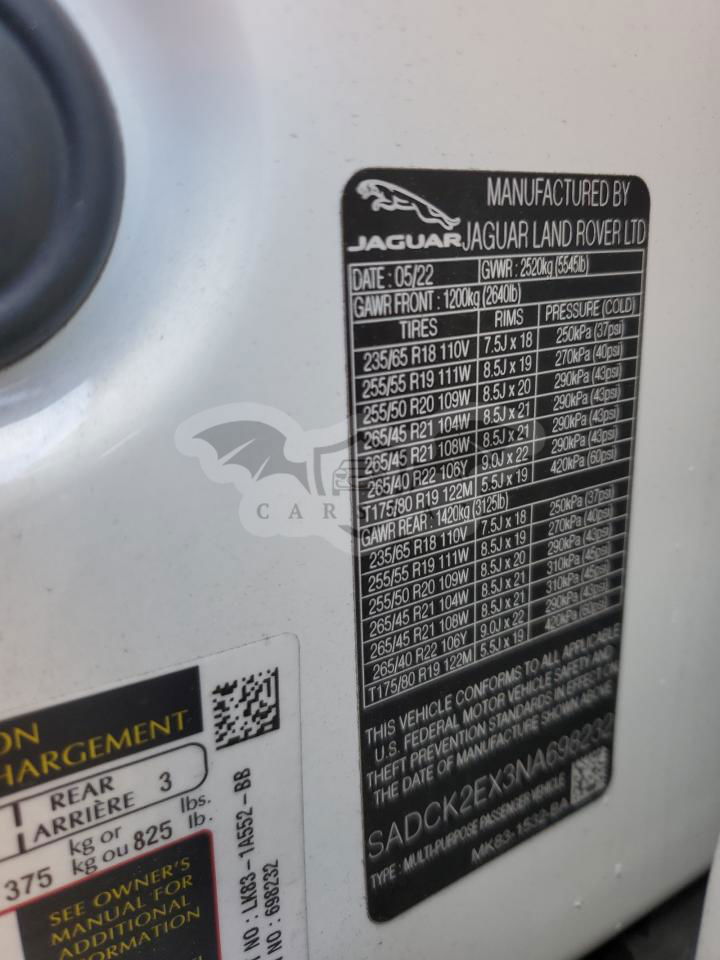 MANUFACTURED BY
JAGUAR JAGUAR LAND ROVER LTD
DATE : 05/22 GVWR : 2520kg (5545lb)
GAWR FRONT : 1200kg (2640lb)
TIRES RIMS PRESSURE (COLD)
235/65 R18 110V 7.5J x 18 250kPa (37psi)
255/55 R19 111W 8.5J x 19 270kPa (40psi)
255/50 R20 109W 8.5J x 20 290kPa (43psi)
265/45 R21 104W 8.5J x 21 290kPa (43psi)
265/45 R21 108W 8.5J x 21 290kPa (43psi)
265/40 R22 106Y 9.0J x 22 290kPa (43psi)
T175/80 R19 122M 5.5J x 19 420kPa (60psi)
GAWR REAR : 1420kg (3125lb)
235/65 R18 110V 7.5J x 18 250kPa (37psi)
255/55 R19 111W 8.5J x 19 270kPa (40psi)
255/50 R20 109W 8.5J x 20 290kPa (43psi)
265/45 R21 104W 8.5J x 21 310kPa (45psi)
265/45 R21 108W 8.5J x 21 310kPa (45psi)
265/40 R22 106Y 9.0J x 22 290kPa (43psi)
T175/80 R19 122M 5.5J x 19 420kPa (60psi)
THIS VEHICLE CONFORMS TO ALL APPLICABLE
U.S. FEDERAL MOTOR VEHICLE SAFETY AND
THEFT PREVENTION STANDARDS IN EFFECT ON
THE DATE OF MANUFACTURE SHOWN ABOVE
SADCK2EX3NA698232
TYPE : MULTI-PURPOSE PASSENGER VEHICLE
MK83-1532-BA
ON
HARGEMENT
REAR
ARRIÈRE 3
375 kg or 825 lbs.
kg ou lb.
SEE OWNER'S
MANUAL FOR
ADDITIONAL
ORMATION
NO : LK83-1A552-BB
NO : 698232
CARS